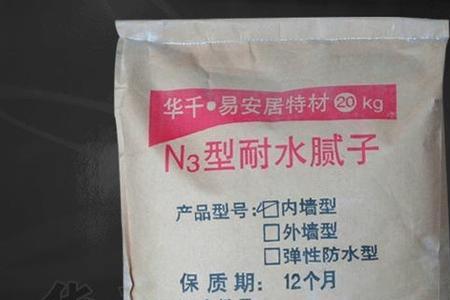 华千·易安居特材 20 kg
N3型耐水腻子
产品型号:☑内墙型
□外墙型
□弹性防水型
保质期: 12个月